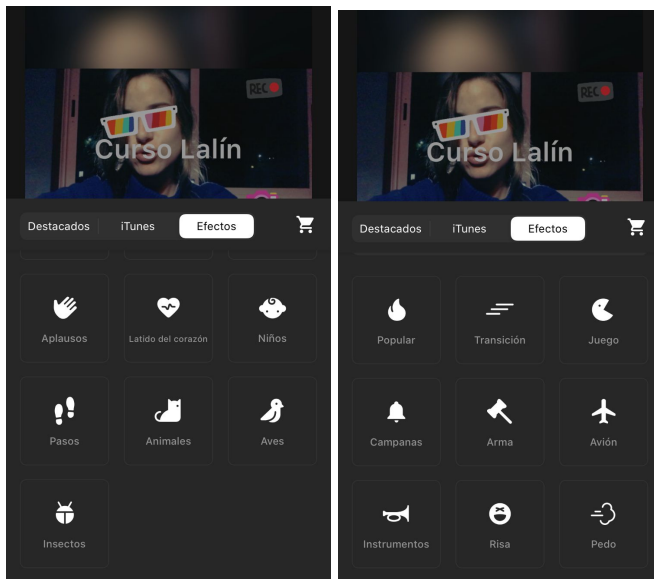 REC
Curso Lalín
Destacados iTunes Efectos
Aplausos Latido del corazón Niños
Pasos Animales Aves
Insectos
REC
Curso Lalín
Destacados iTunes Efectos
Popular Transición Juego
Campanas Arma Avión
Instrumentos Risa Pedo